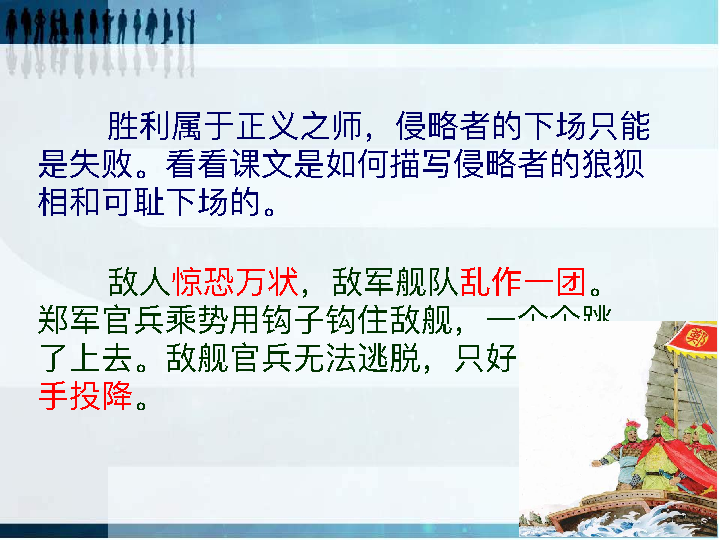 胜利属于正义之师，侵略者的下场只能
是失败。看看课文是如何描写侵略者的狼狈
相和可耻下场的。
敌人惊恐万状，敌军舰队乱作一团。
郑军官兵乘势用钩子钩住敌舰，一个个跳
了上去。敌舰官兵无法逃脱，只好
手投降。